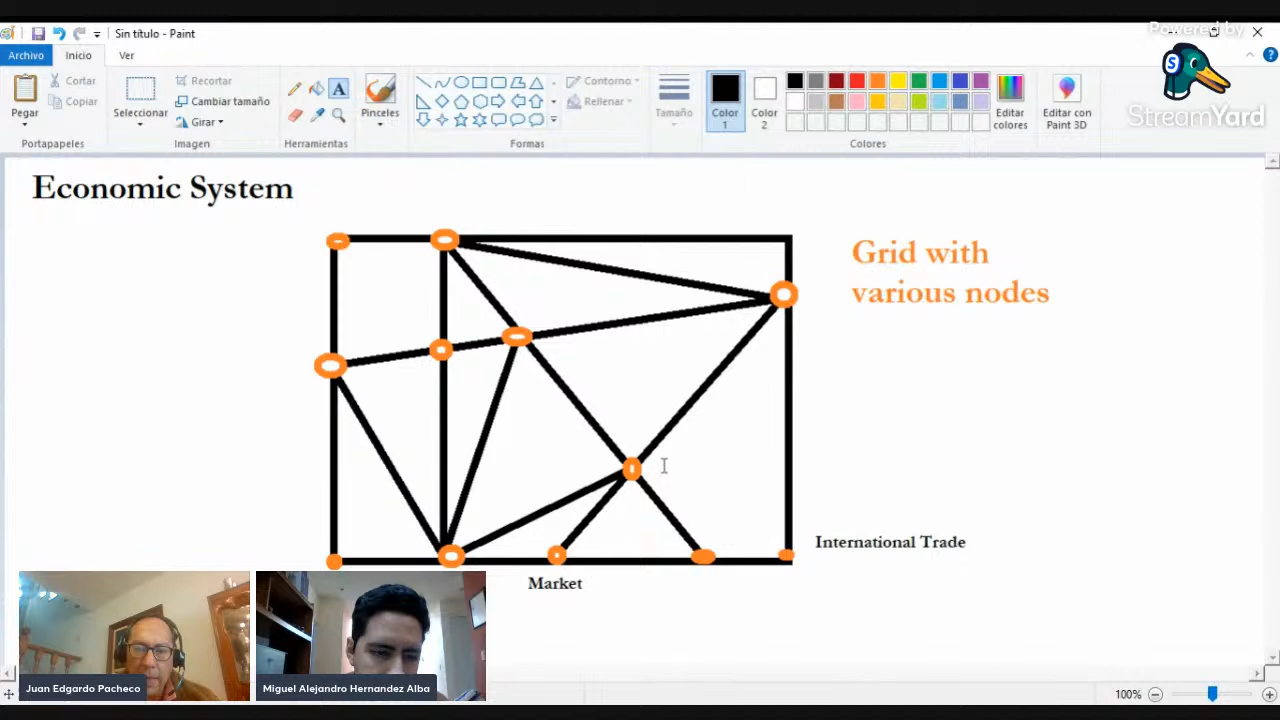 Sin título - Paint
Powered by
StreamYard
Archivo
Inicio
Ver
Pegar
Cortar
Copiar
Portapapeles
Seleccionar
Recortar
Cambiar tamaño
Girar
Imagen
A
Herramientas
Pinceles
Contorno
Rellenar
Formas
Tamaño
Color
1
Color
2
Editar
colores
Editar con
Paint 3D
Colores
Economic System
Grid with
various nodes
International Trade
Market
Juan Edgardo Pacheco
Miguel Alejandro Hernandez Alba
100%